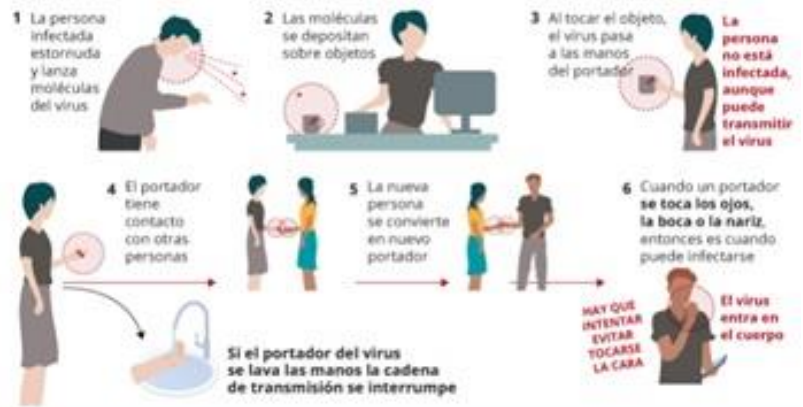 1 La persona
infectada
estornuda
y lanza
moléculas
del virus
2 Las moléculas
se depositan
sobre objetos
3 Al tocar el objeto,
el virus pasa
a las manos
del portador
La
persona
no está
infectada,
aunque
puede
transmitir
el virus
4 El portador
tiene
contacto
con otras
personas
5 La nueva
persona
se convierte
en nuevo
portador
6 Cuando un portador
se toca los ojos,
la boca o la nariz,
entonces es cuando
puede infectarse
HAY QUE
INTENTAR
EVITAR
TOCARSE
LA CARA
El virus
entra en
el cuerpo
Si el portador del virus
se lava las manos la cadena
de transmisión se interrumpe